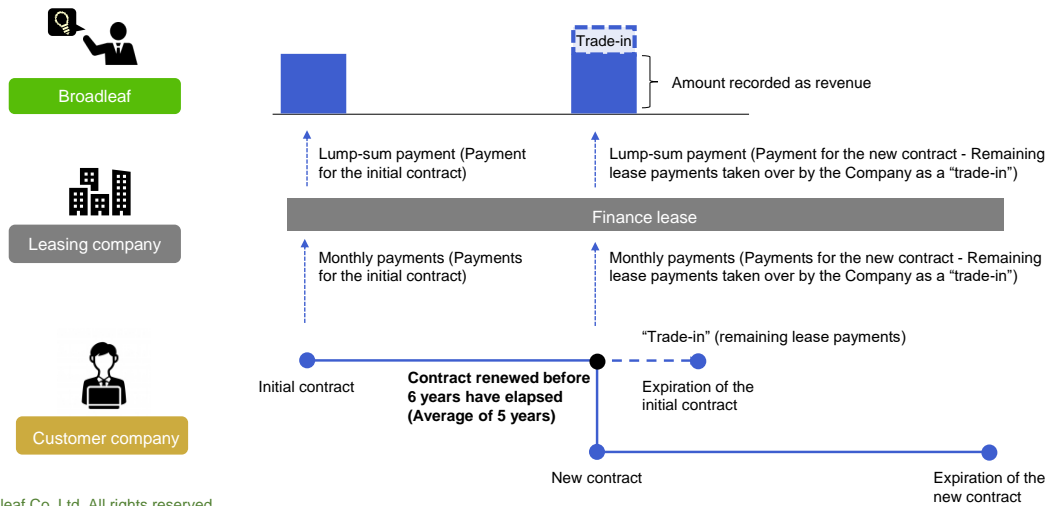 Trade-in
Amount recorded as revenue
Broadleaf
Lump-sum payment (Payment
for the initial contract)
Lump-sum payment (Payment for the new contract - Remaining
lease payments taken over by the Company as a “trade-in”)
Finance lease
Leasing company
Monthly payments (Payments
for the initial contract)
Monthly payments (Payments for the new contract - Remaining
lease payments taken over by the Company as a “trade-in”)
“Trade-in” (remaining lease payments)
Initial contract
Contract renewed before
6 years have elapsed
(Average of 5 years)
Expiration of the
initial contract
Customer company
New contract
Expiration of the
new contract
leaf Co. Ltd. All rights reserved